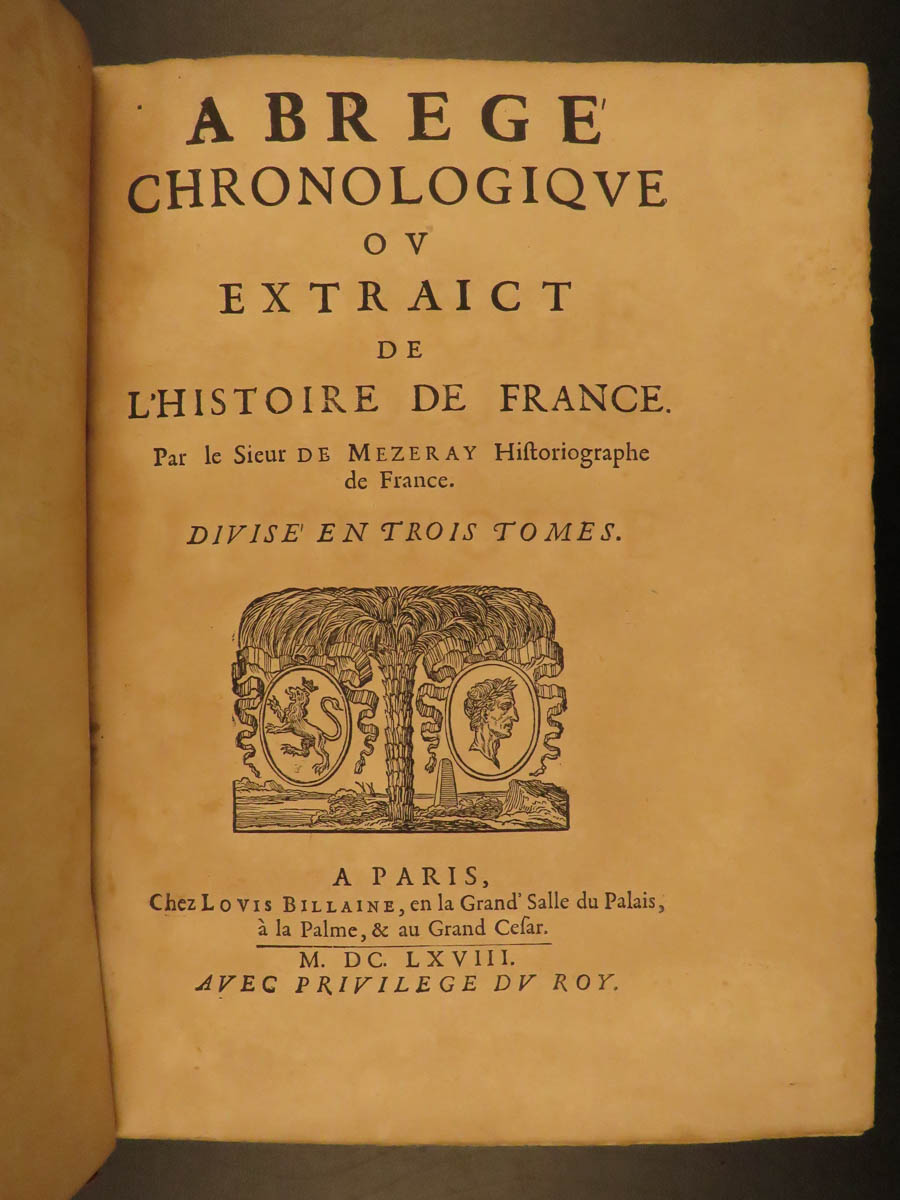 ABREGE'
CHRONOLOGIQVE
OV
EXTRAICT
DE
L'HISTOIRE DE FRANCE.
Par le Sieur DE MEZERAY Hiſtoriographe
de France.
DIVISE' EN TROIS TOMES.
A PARIS,
Chez LOVIS BILLAINE, en la Grand' Salle du Palais,
à la Palme, & au Grand Ceſar.
M. DC. LXVIII.
AVEC PRIVILEGE DV ROY.